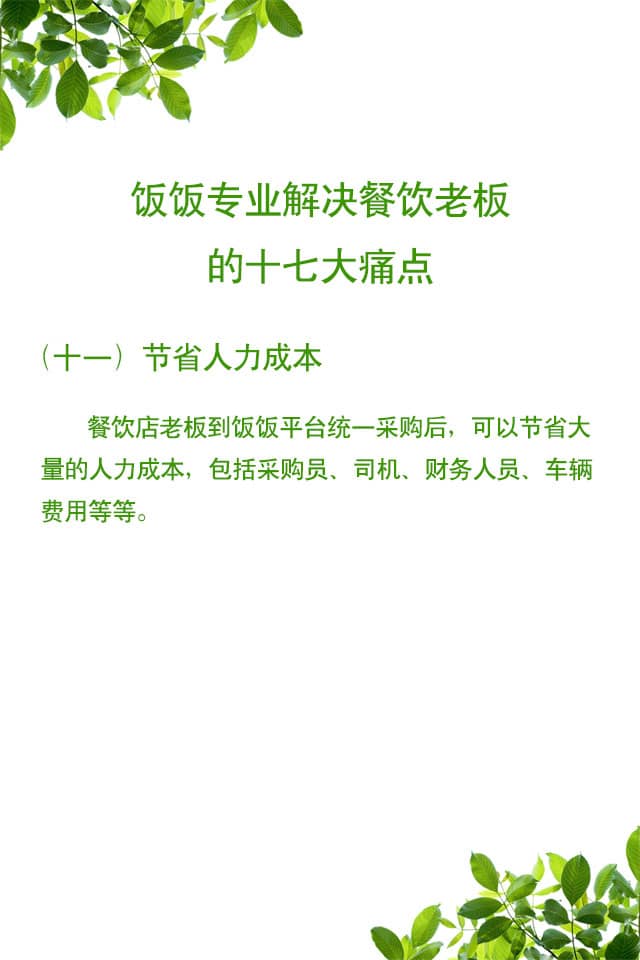 饭饭专业解决餐饮老板
的十七大痛点
（十一）节省人力成本
餐饮店老板到饭饭平台统一采购后，可以节省大
量的人力成本，包括采购员、司机、财务人员、车辆
费用等等。